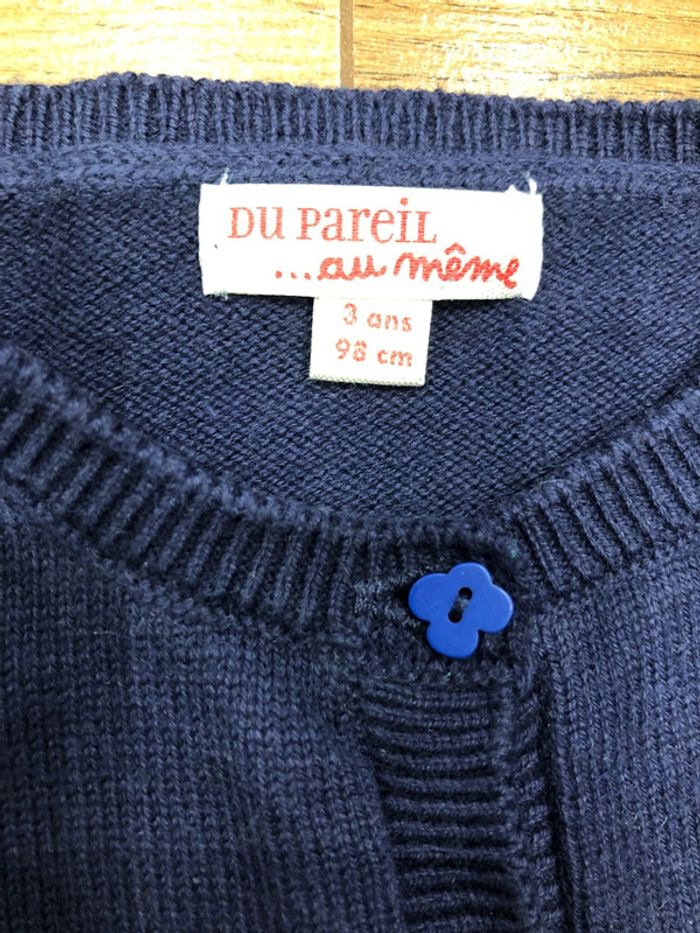 DU PareiL
...au même
3 ans
98 cm